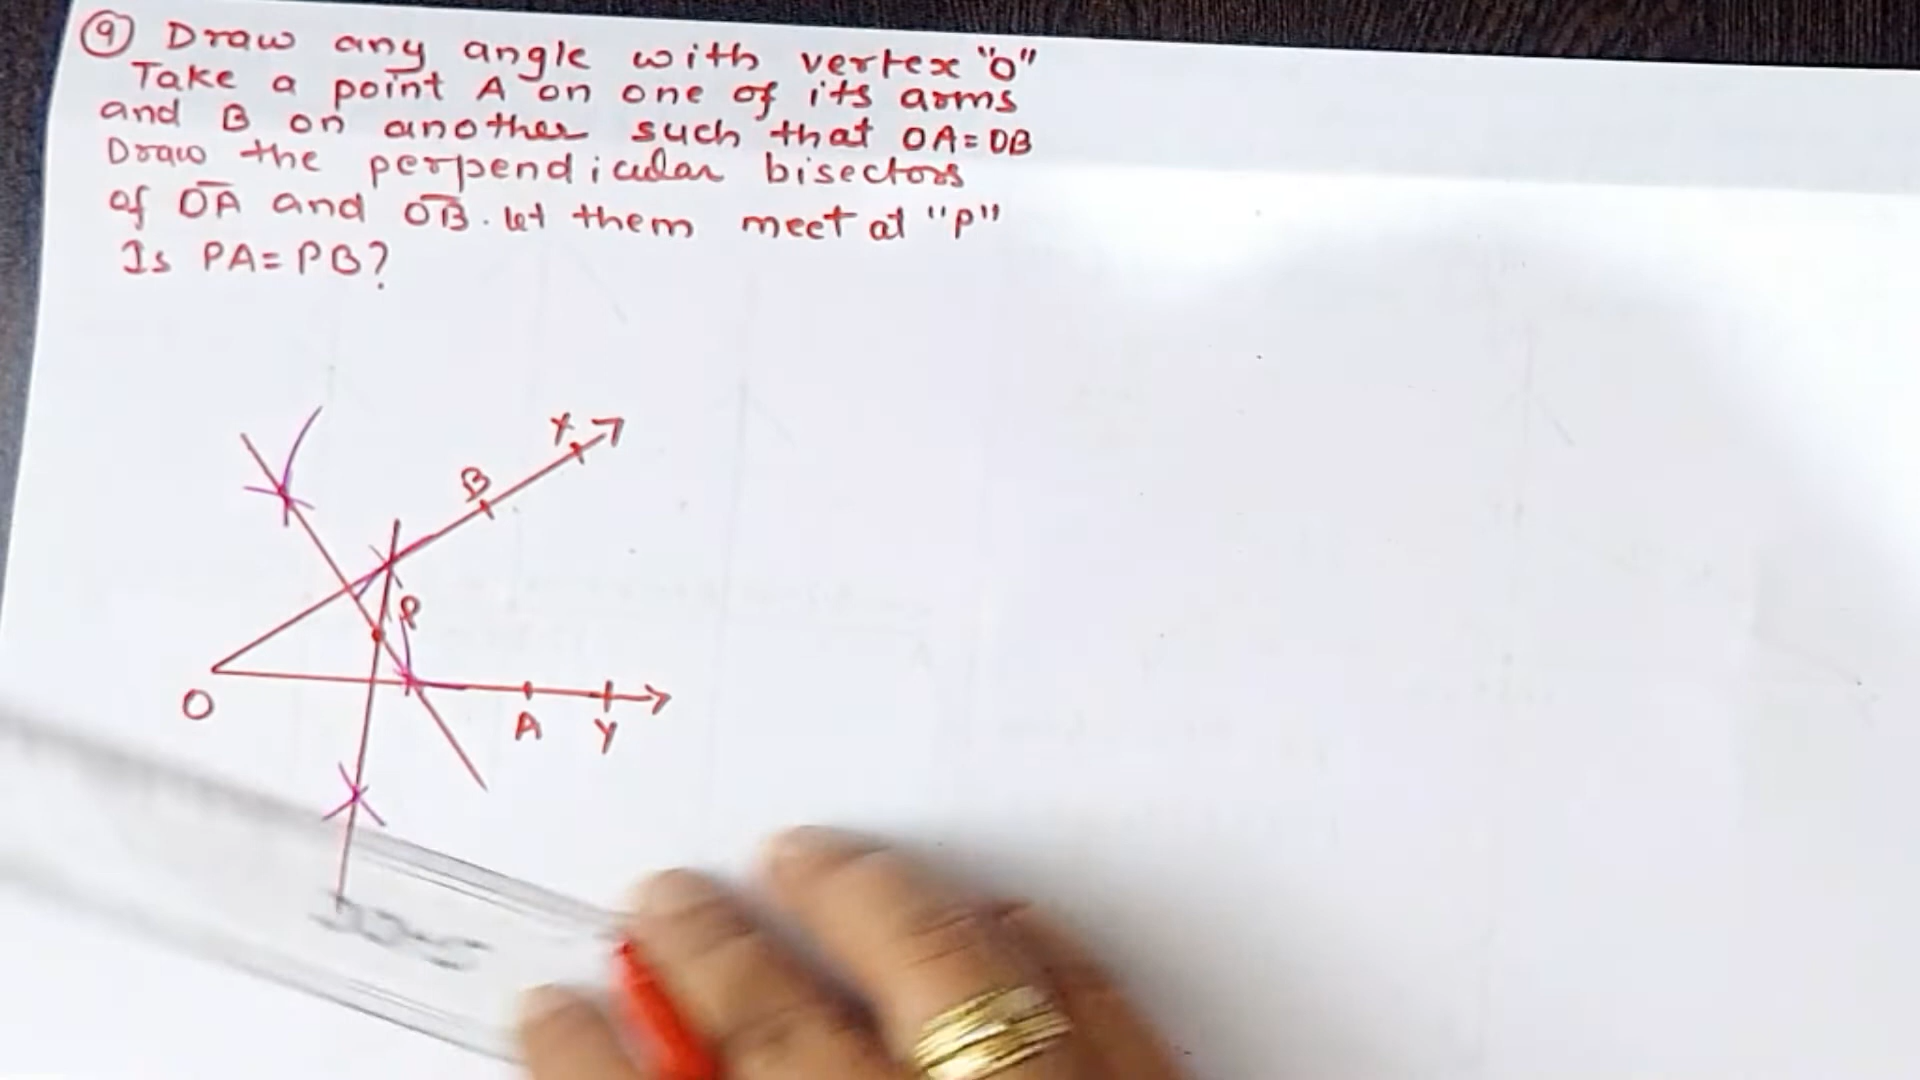 9 Draw any angle with vertex "O"
Take a point A on one of its arms
and B on another such that OA=OB
Draw the perpendicular bisectors
of OA and OB. let them meet at "P"
Is PA=PB?
X
B
P
O
A
Y